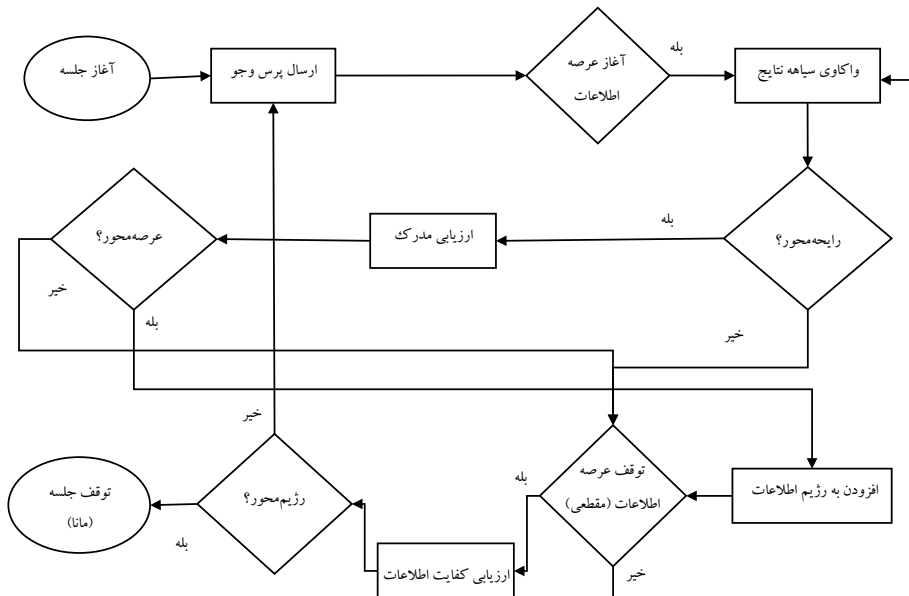 آغاز جلسه
ارسال پرس وجو
آغاز عرصه
اطلاعات
بله
واکاوی سیاهه نتایج
عرصه‌محور؟
ارزیابی مدرک
بله
رایحه‌محور؟
خیر
بله
خیر
خیر
توقف جلسه
(مانا)
بله
رژیم‌محور؟
بله
توقف عرصه
اطلاعات (مقطعی)
افزودن به رژیم اطلاعات
ارزیابی کفایت اطلاعات
خیر